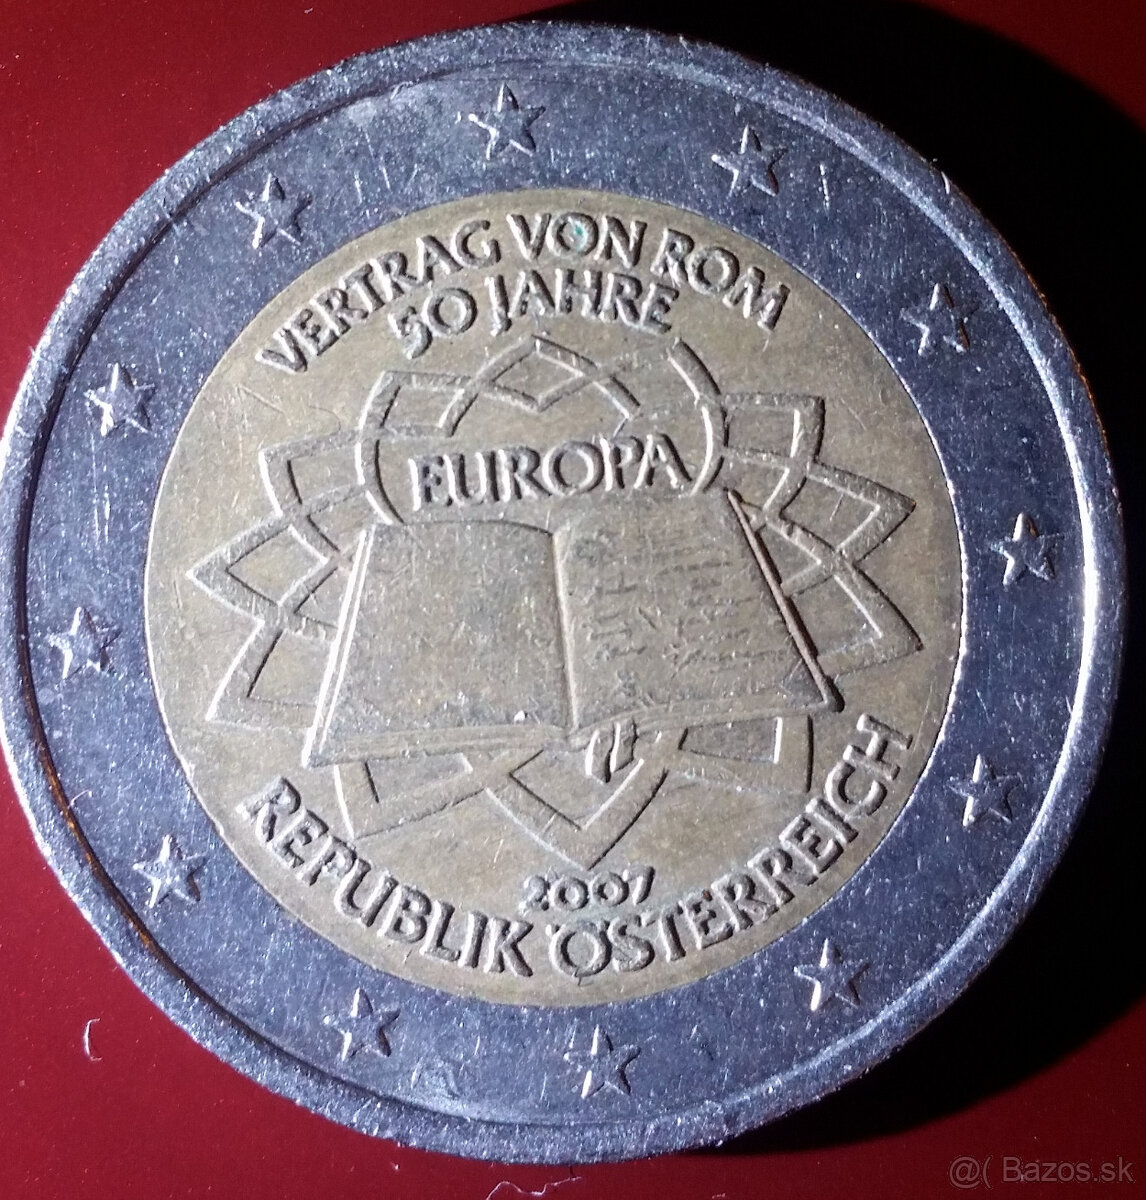 VERTRAG VON ROM
50 JAHRE
EUROPA
2007
REPUBLIK ÖSTERREICH
@( Bazos.sk